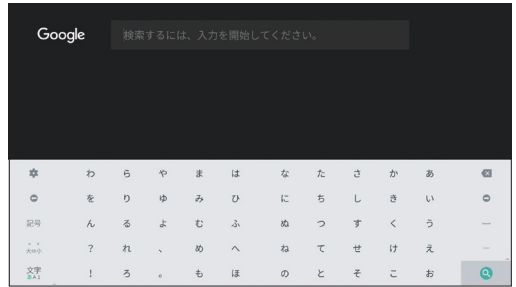 Google
検索するには、入力を開始してください。
わ ら や ま は な た さ か あ
を り ゆ み ひ に ち し き い
記号 ん る よ む ふ ぬ つ す く う
大⇔小 ? れ 、 め へ ね て せ け え
文字 ! ろ 。 も ほ の と そ こ お
あA1